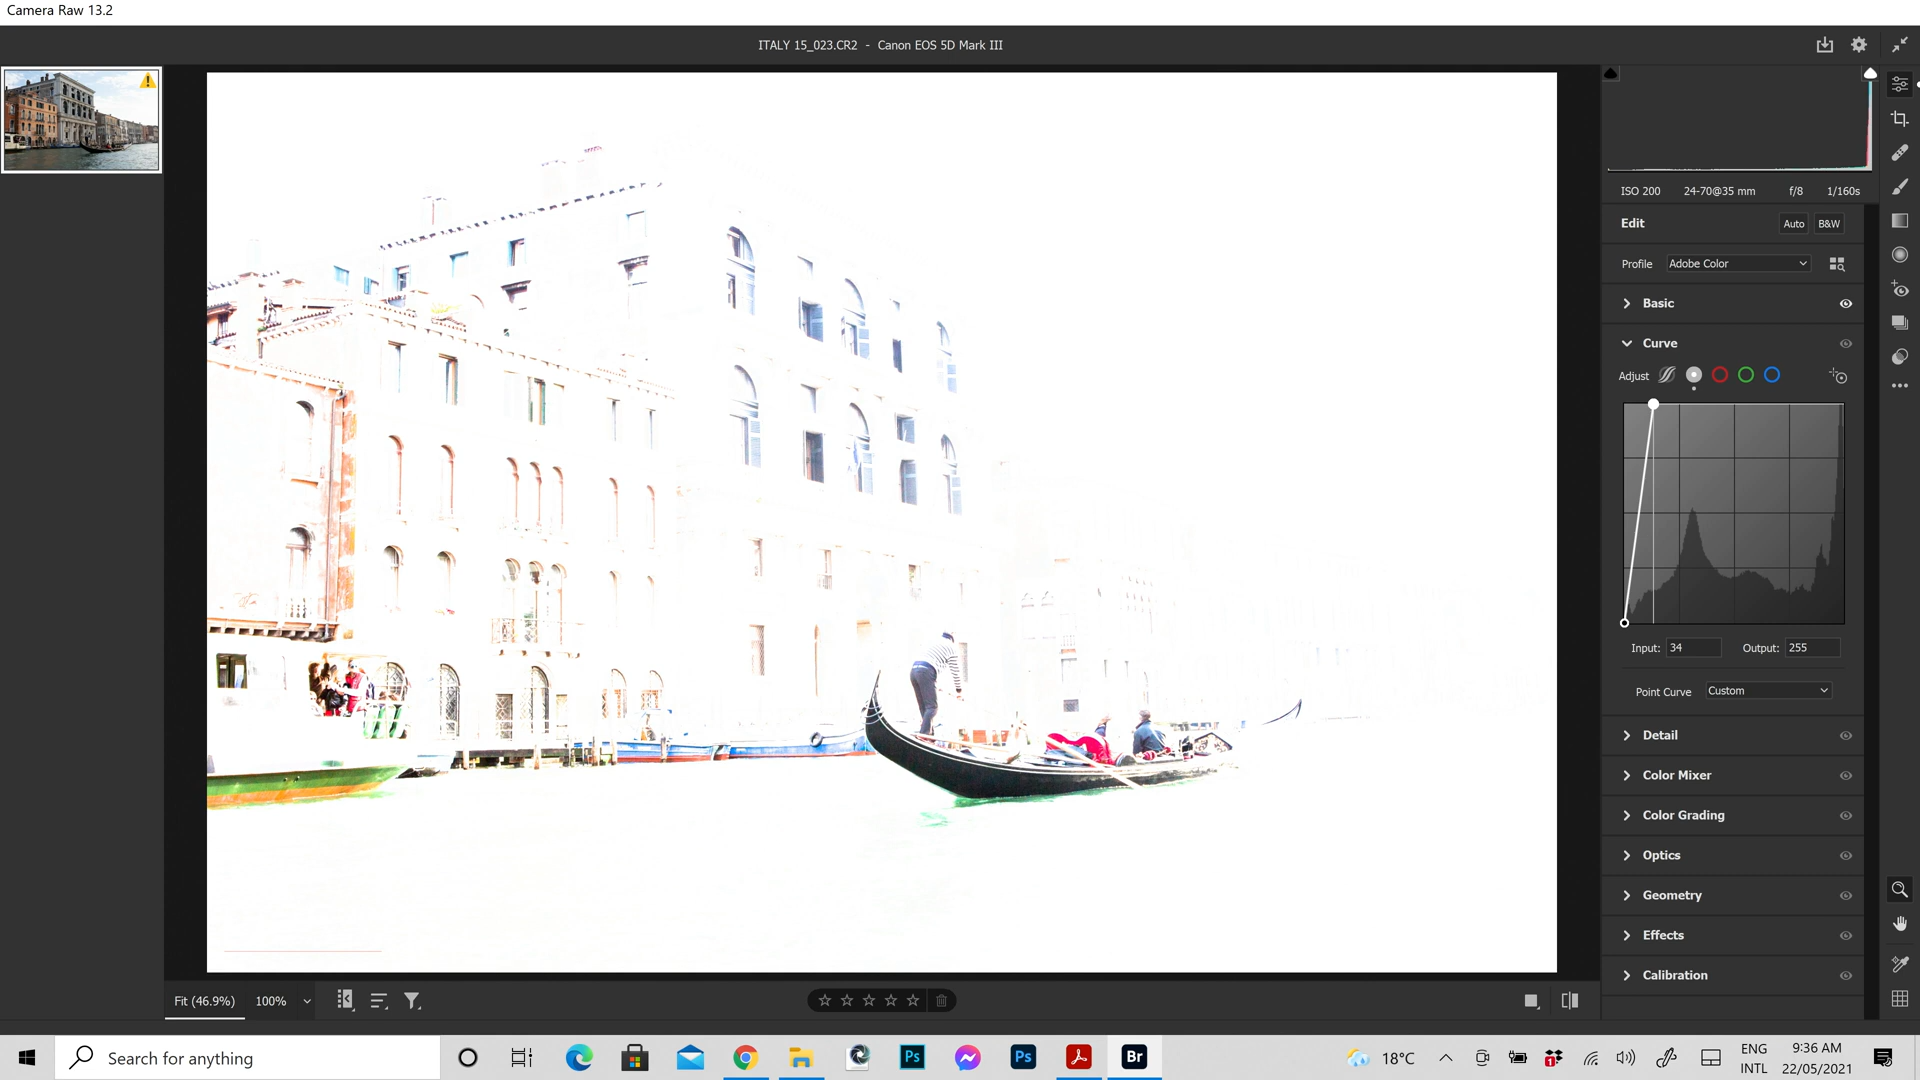 Camera Raw 13.2
ITALY 15_023.CR2 - Canon EOS 5D Mark III
ISO 200 24-70@35 mm f/8 1/160s
Edit Auto B&W
Profile Adobe Color
Basic
Curve
Adjust
Input: 34 Output: 255
Point Curve Custom
Detail
Color Mixer
Color Grading
Optics
Geometry
Effects
Calibration
Fit (46.9%) 100%
Search for anything
Ps
Ps
Br
18°C
1
ENG
INTL
9:36 AM
22/05/2021